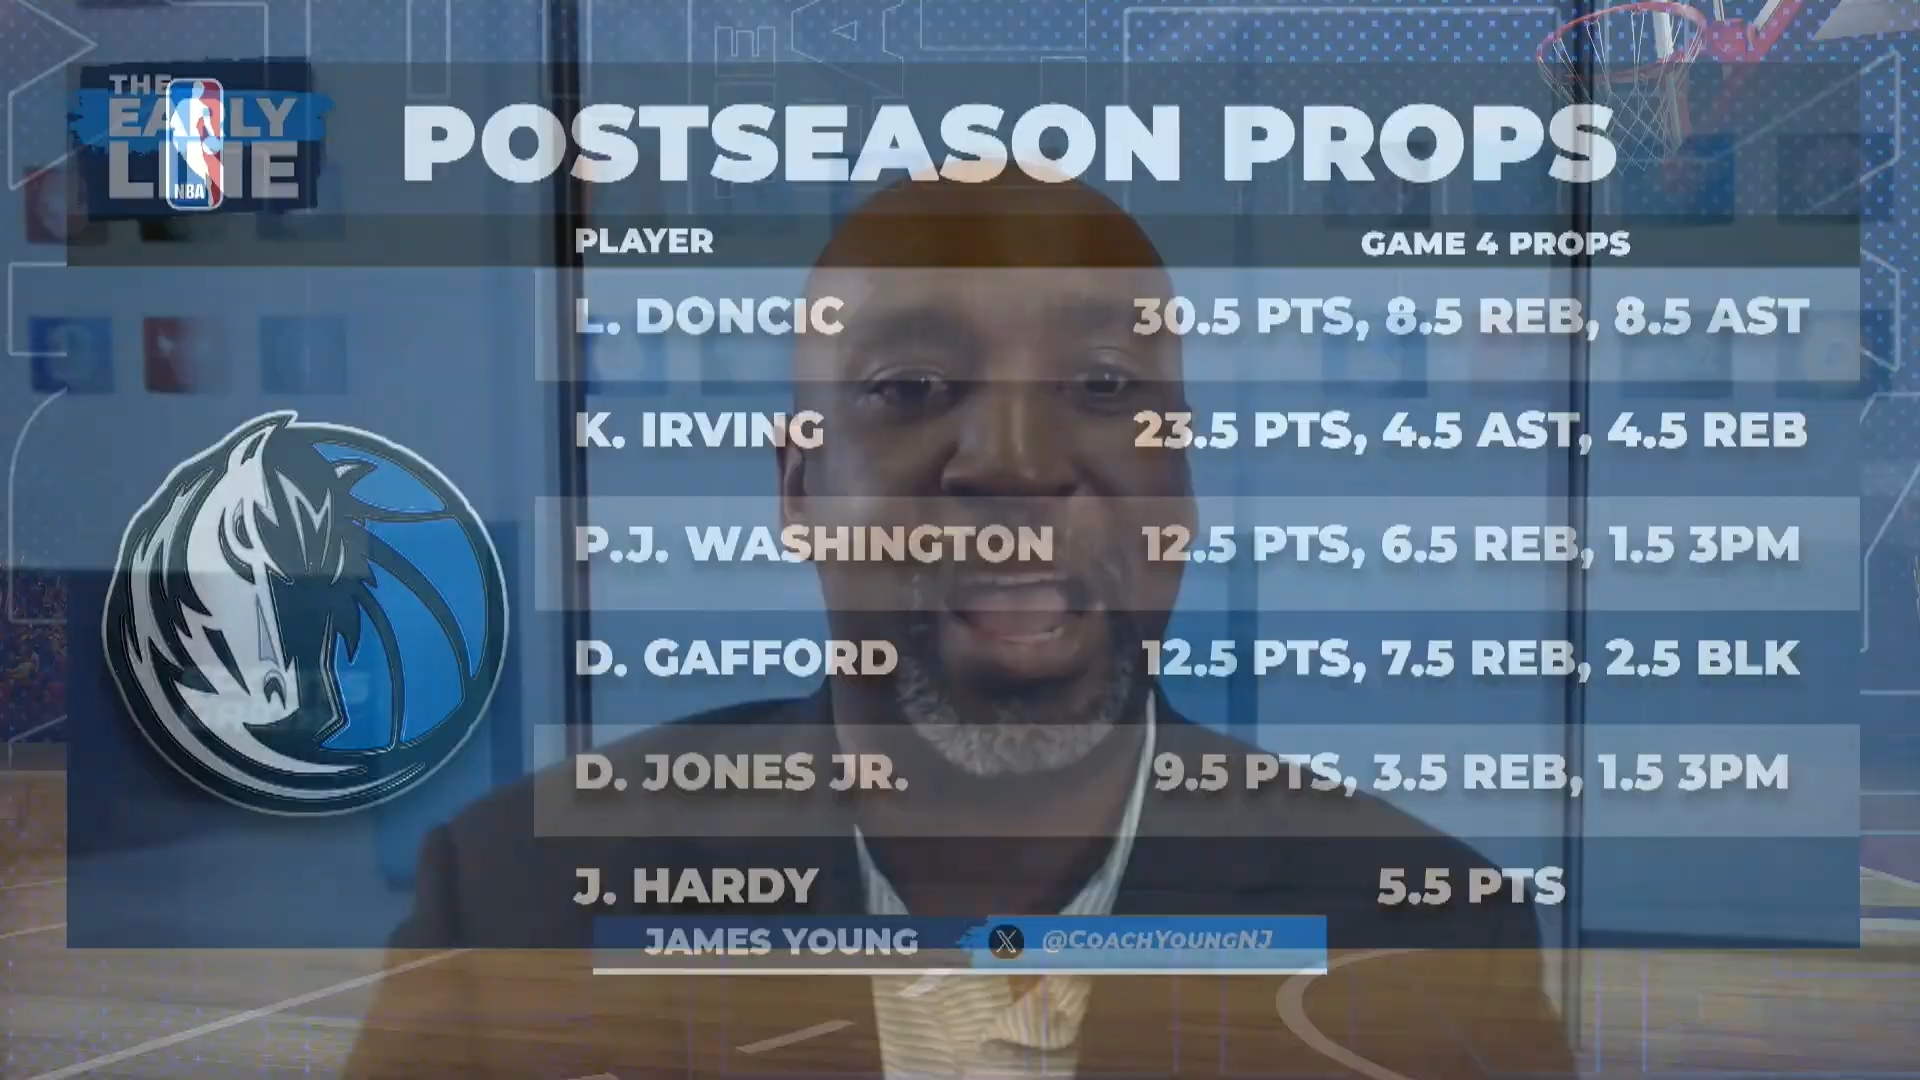 THE
EARLY
LINE
NBA
POSTSEASON PROPS
PLAYER GAME 4 PROPS
L. DONCIC 30.5 PTS, 8.5 REB, 8.5 AST
K. IRVING 23.5 PTS, 4.5 AST, 4.5 REB
P.J. WASHINGTON 12.5 PTS, 6.5 REB, 1.5 3PM
D. GAFFORD 12.5 PTS, 7.5 REB, 2.5 BLK
D. JONES JR. 9.5 PTS, 3.5 REB, 1.5 3PM
J. HARDY 5.5 PTS
JAMES YOUNG X @COACHYOUNGNJ